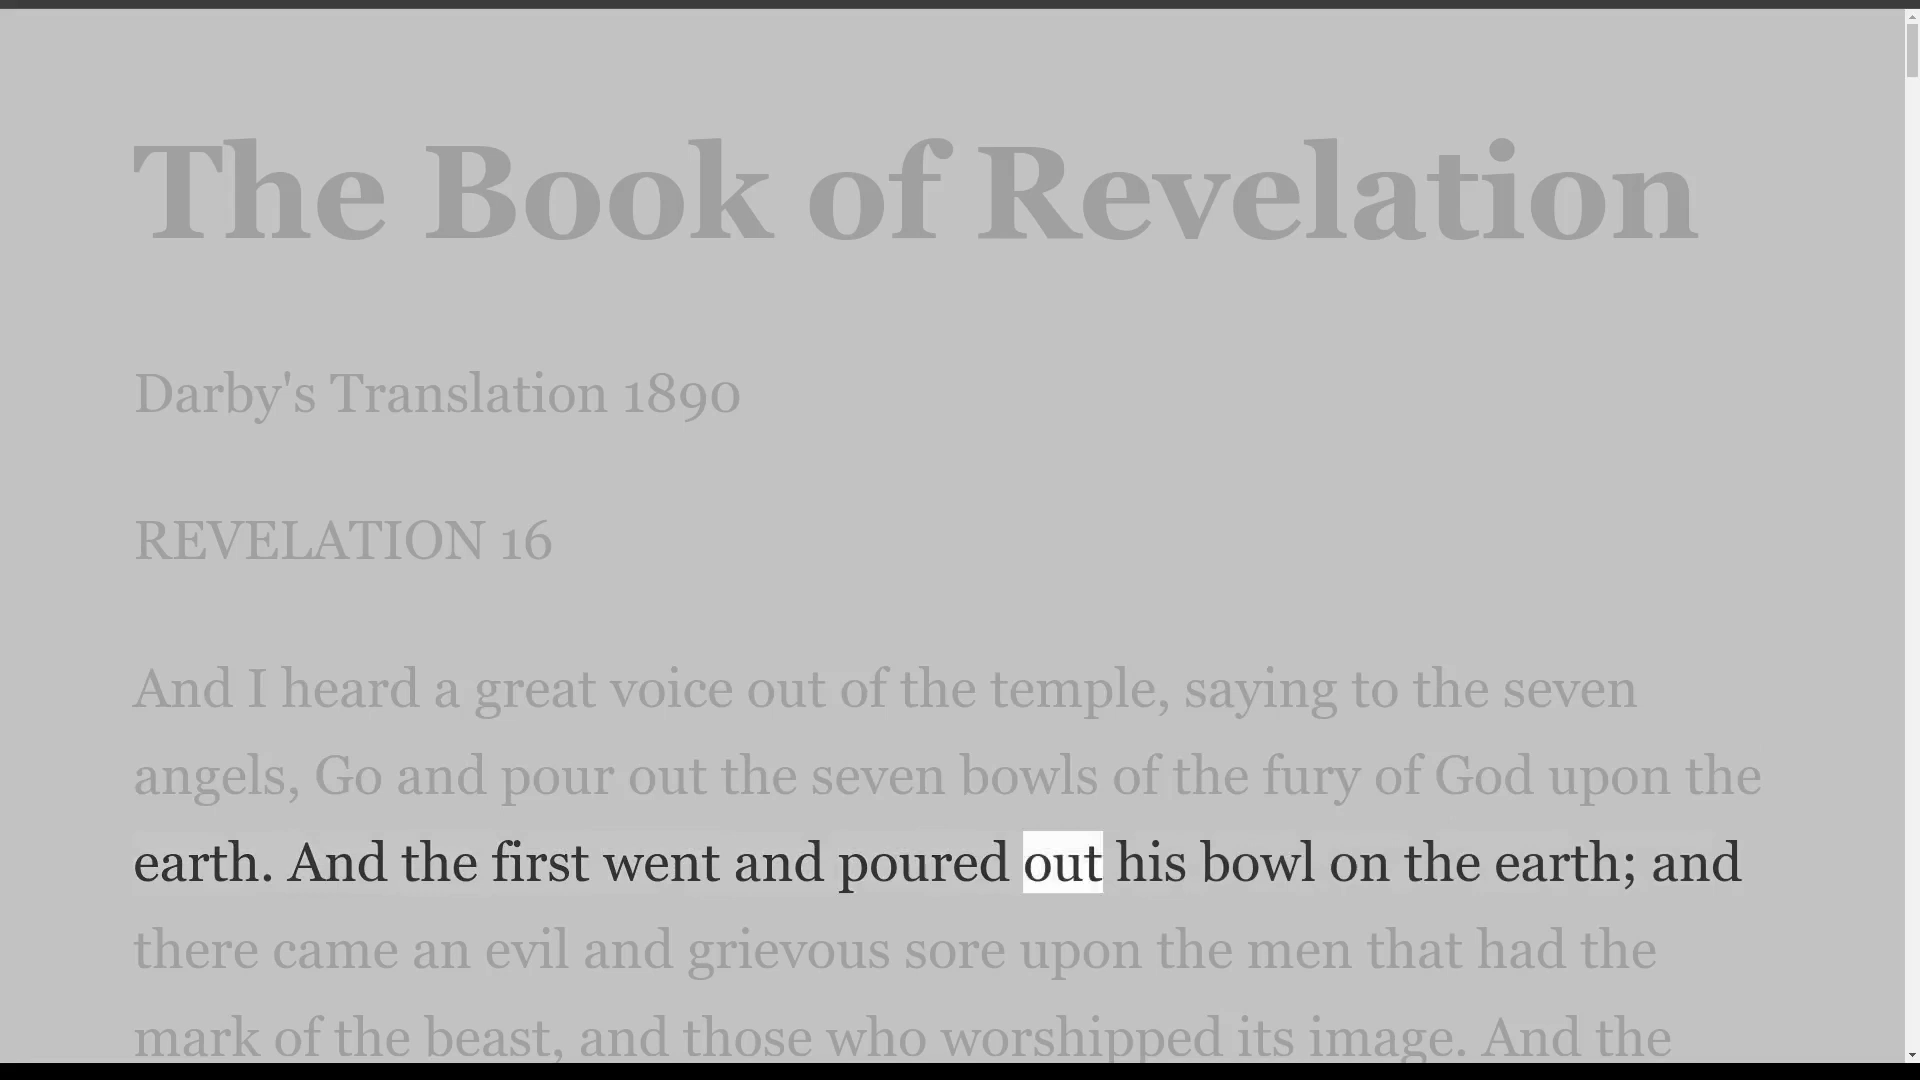 The Book of Revelation
Darby's Translation 1890
REVELATION 16
And I heard a great voice out of the temple, saying to the seven
angels, Go and pour out the seven bowls of the fury of God upon the
earth. And the first went and poured out his bowl on the earth; and
there came an evil and grievous sore upon the men that had the
mark of the beast, and those who worshipped its image. And the